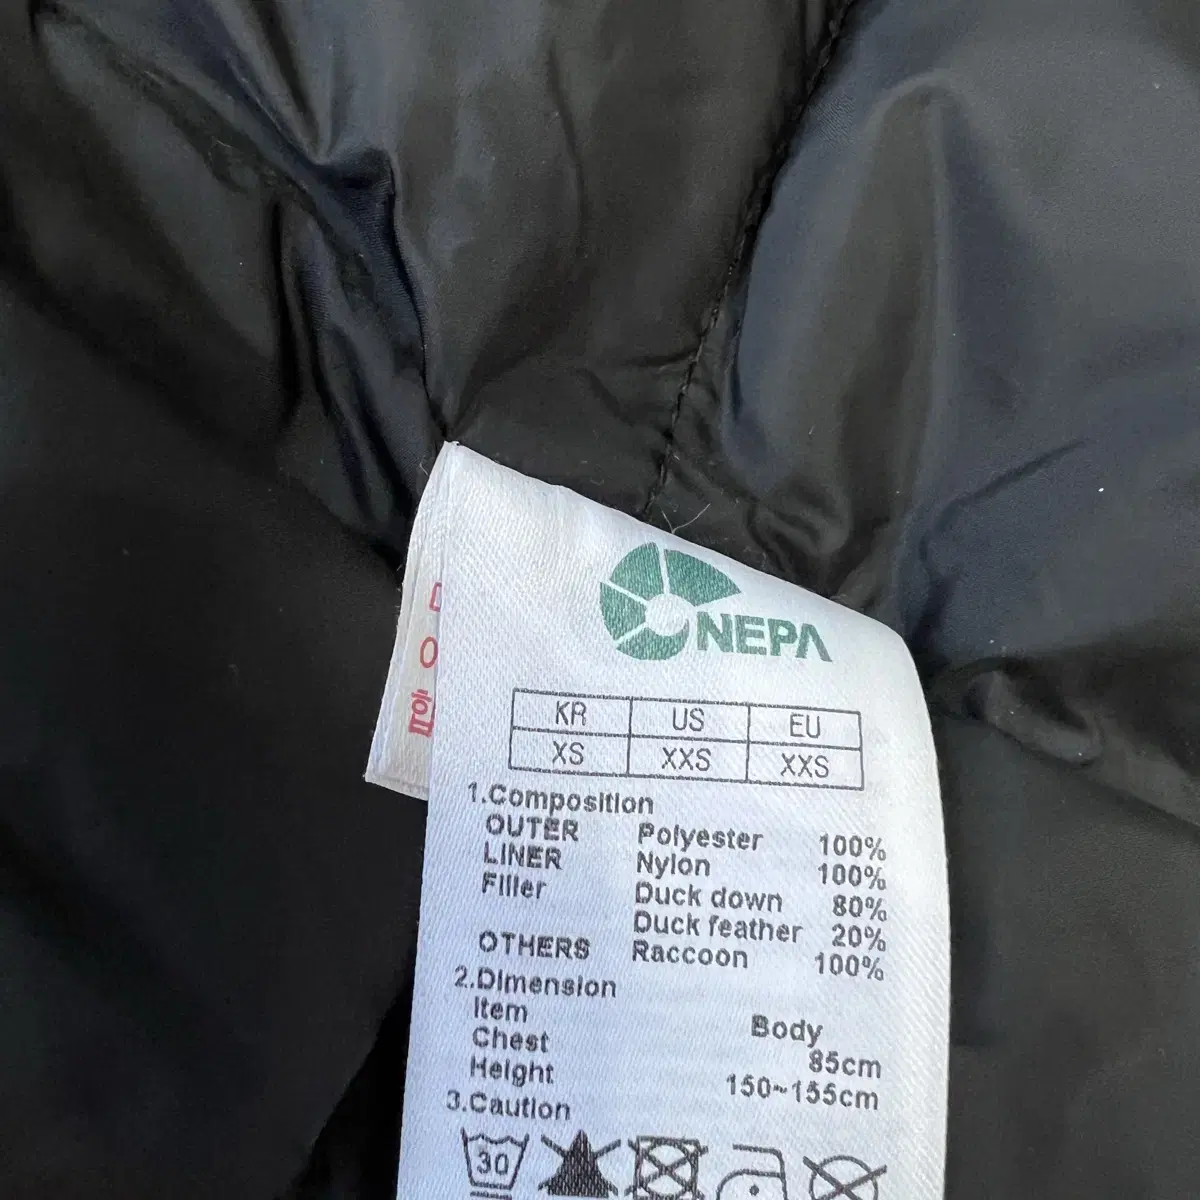 NEPA
KR US EU
XS XXS XXS
1.Composition
OUTER Polyester 100%
LINER Nylon 100%
Filler Duck down 80%
Duck feather 20%
OTHERS Raccoon 100%
2.Dimension
Item Body
Chest 85cm
Height 150~155cm
3.Caution
30